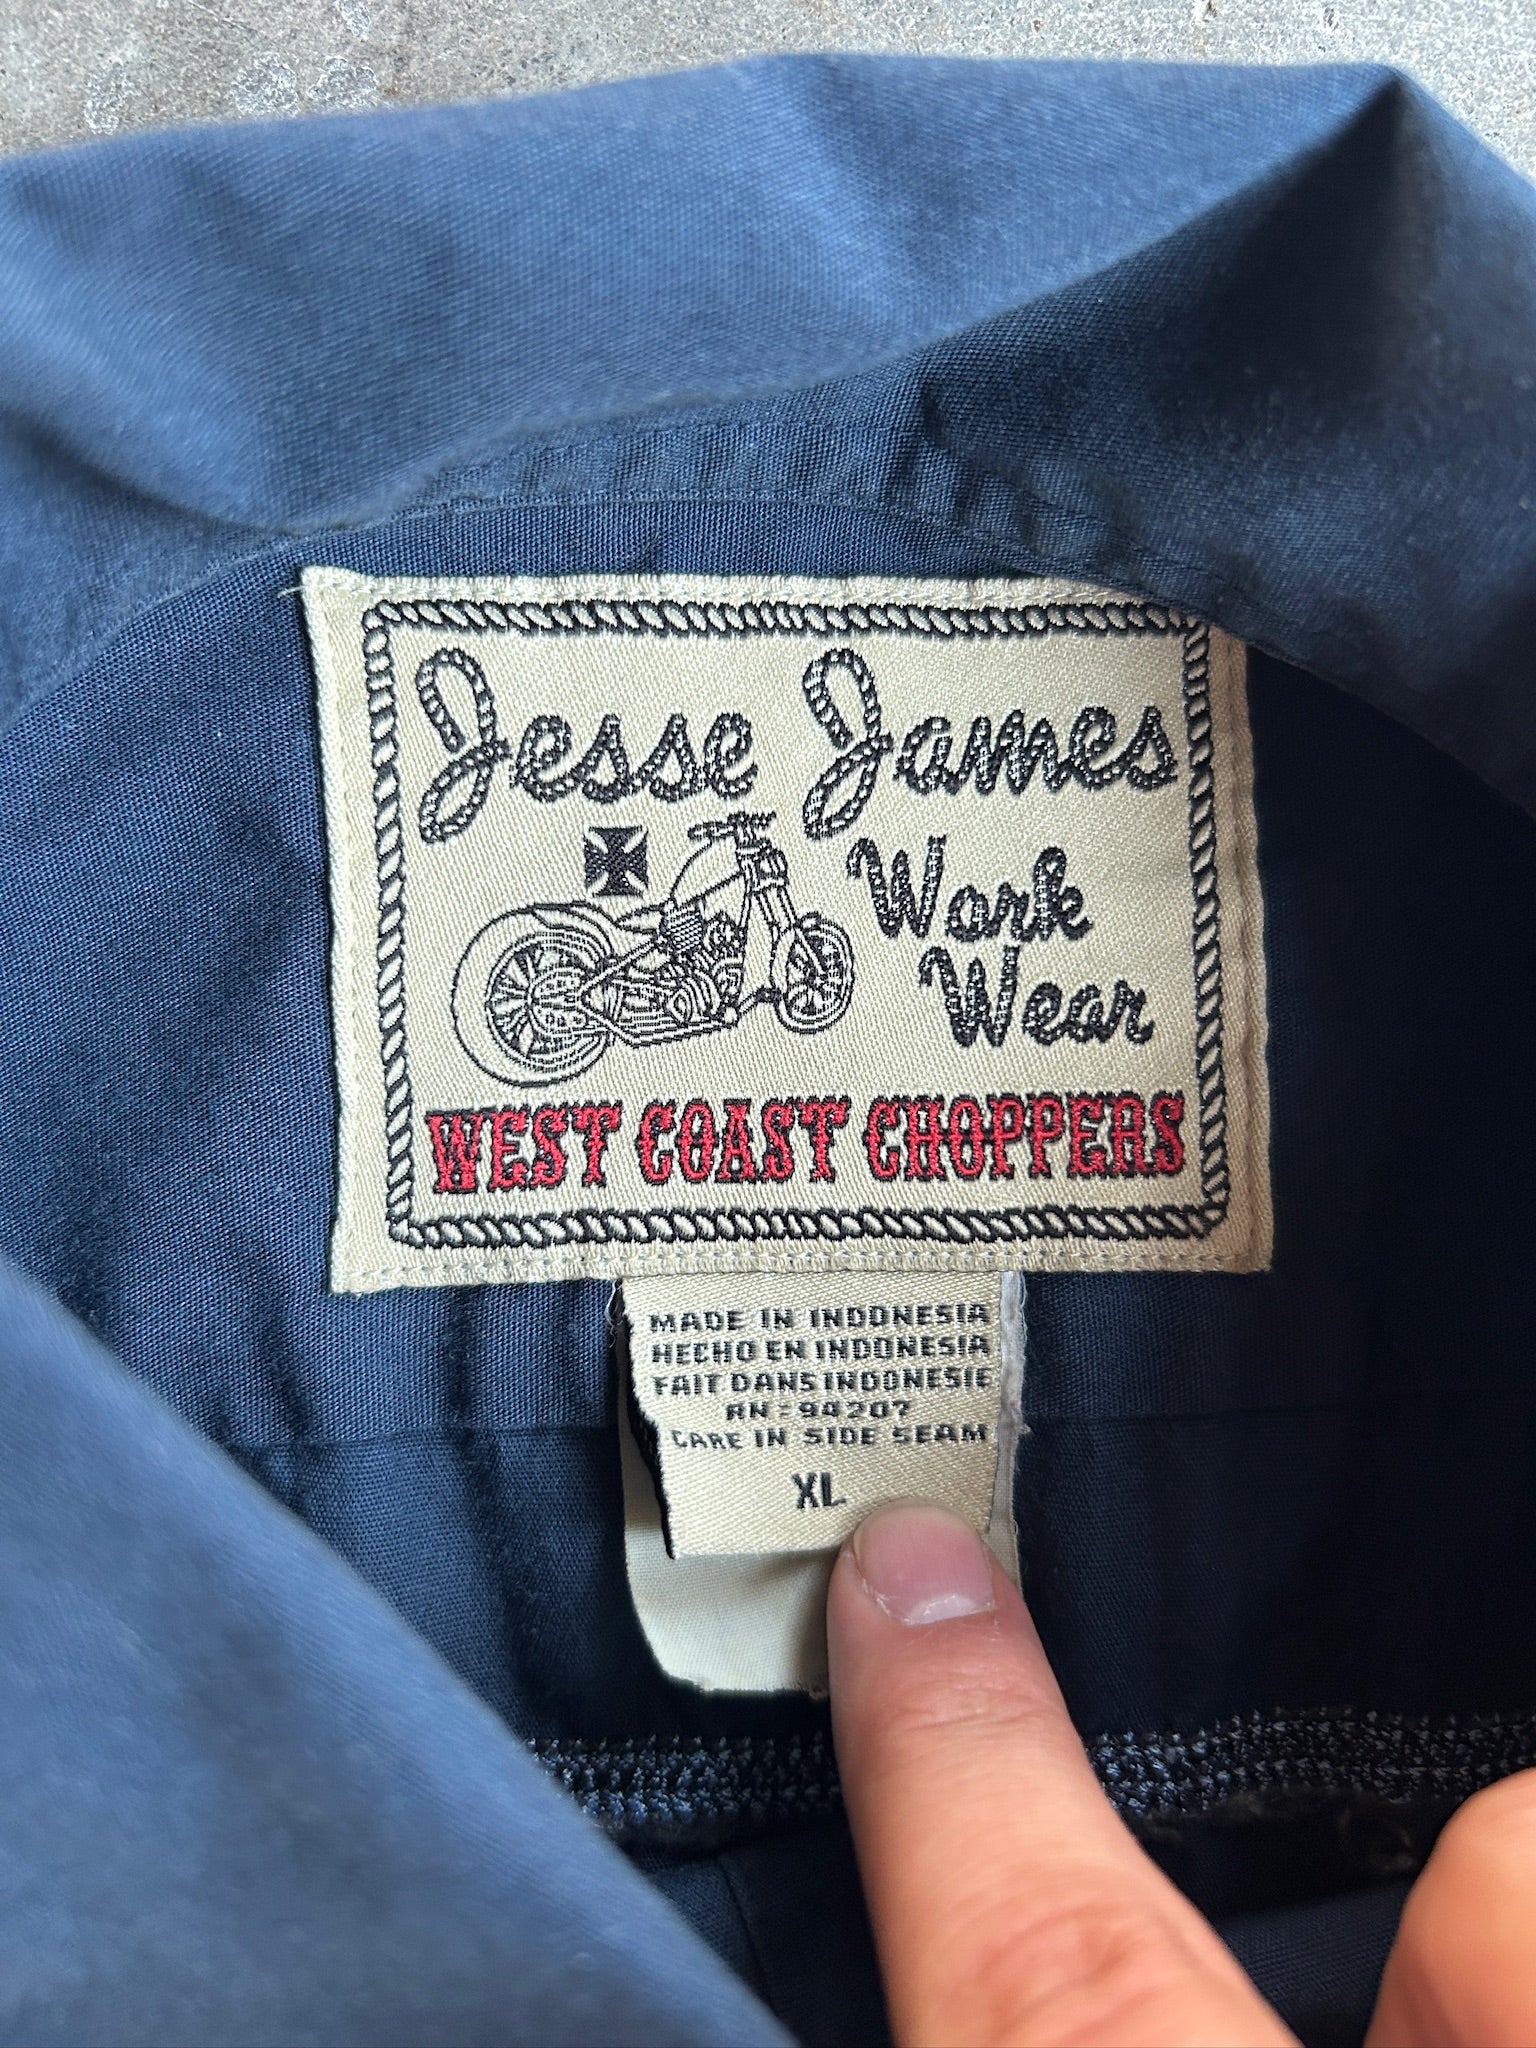 Jesse James
Work
Wear
WEST COAST CHOPPERS
MADE IN INDONESIA
HECHO EN INDONESIA
FAIT DANS INDONESIE
RN: 94207
CARE IN SIDE SEAM
XL